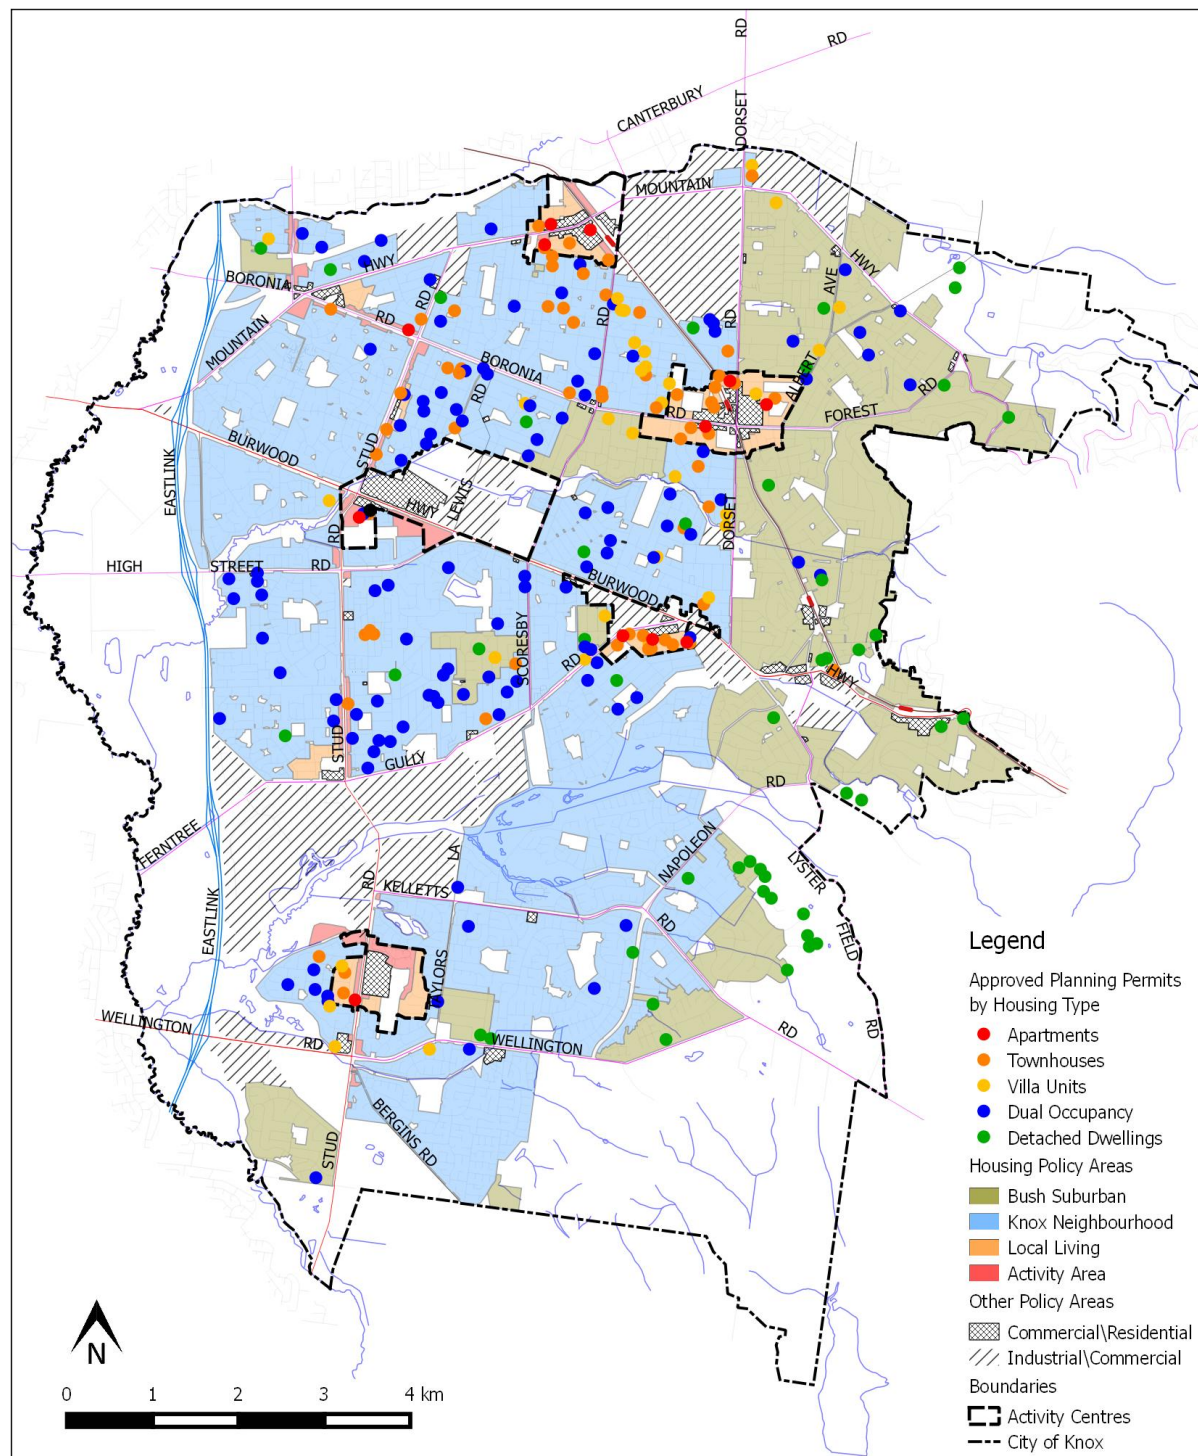 RD
RD
CANTERBURY
DORSET
MOUNTAIN
HWY
BORONIA
HWY
RD
AVE
MOUNTAIN
RD
RD
RD
BORONIA
ALBERT
RD
RD
RD
FOREST
BURWOOD
STUD
EASTLINK
LEWIS
HWY
RD
DORSET
HIGH
STREET
RD
BURWOOD
SCORESBY
RD
HWY
STUD
GULLY
RD
FERNTREE
NAPOLEON
LA
LYSTER
RD
KELLETTS
RD
FIELD
EASTLINK
TAYLORS
WELLINGTON
RD
WELLINGTON
RD
RD
BERGINS RD
STUD
Legend
Approved Planning Permits
by Housing Type
Apartments
Townhouses
Villa Units
Dual Occupancy
Detached Dwellings
Housing Policy Areas
Bush Suburban
Knox Neighbourhood
Local Living
Activity Area
Other Policy Areas
Commercial\Residential
Industrial\Commercial
Boundaries
Activity Centres
City of Knox
N
0 1 2 3 4 km